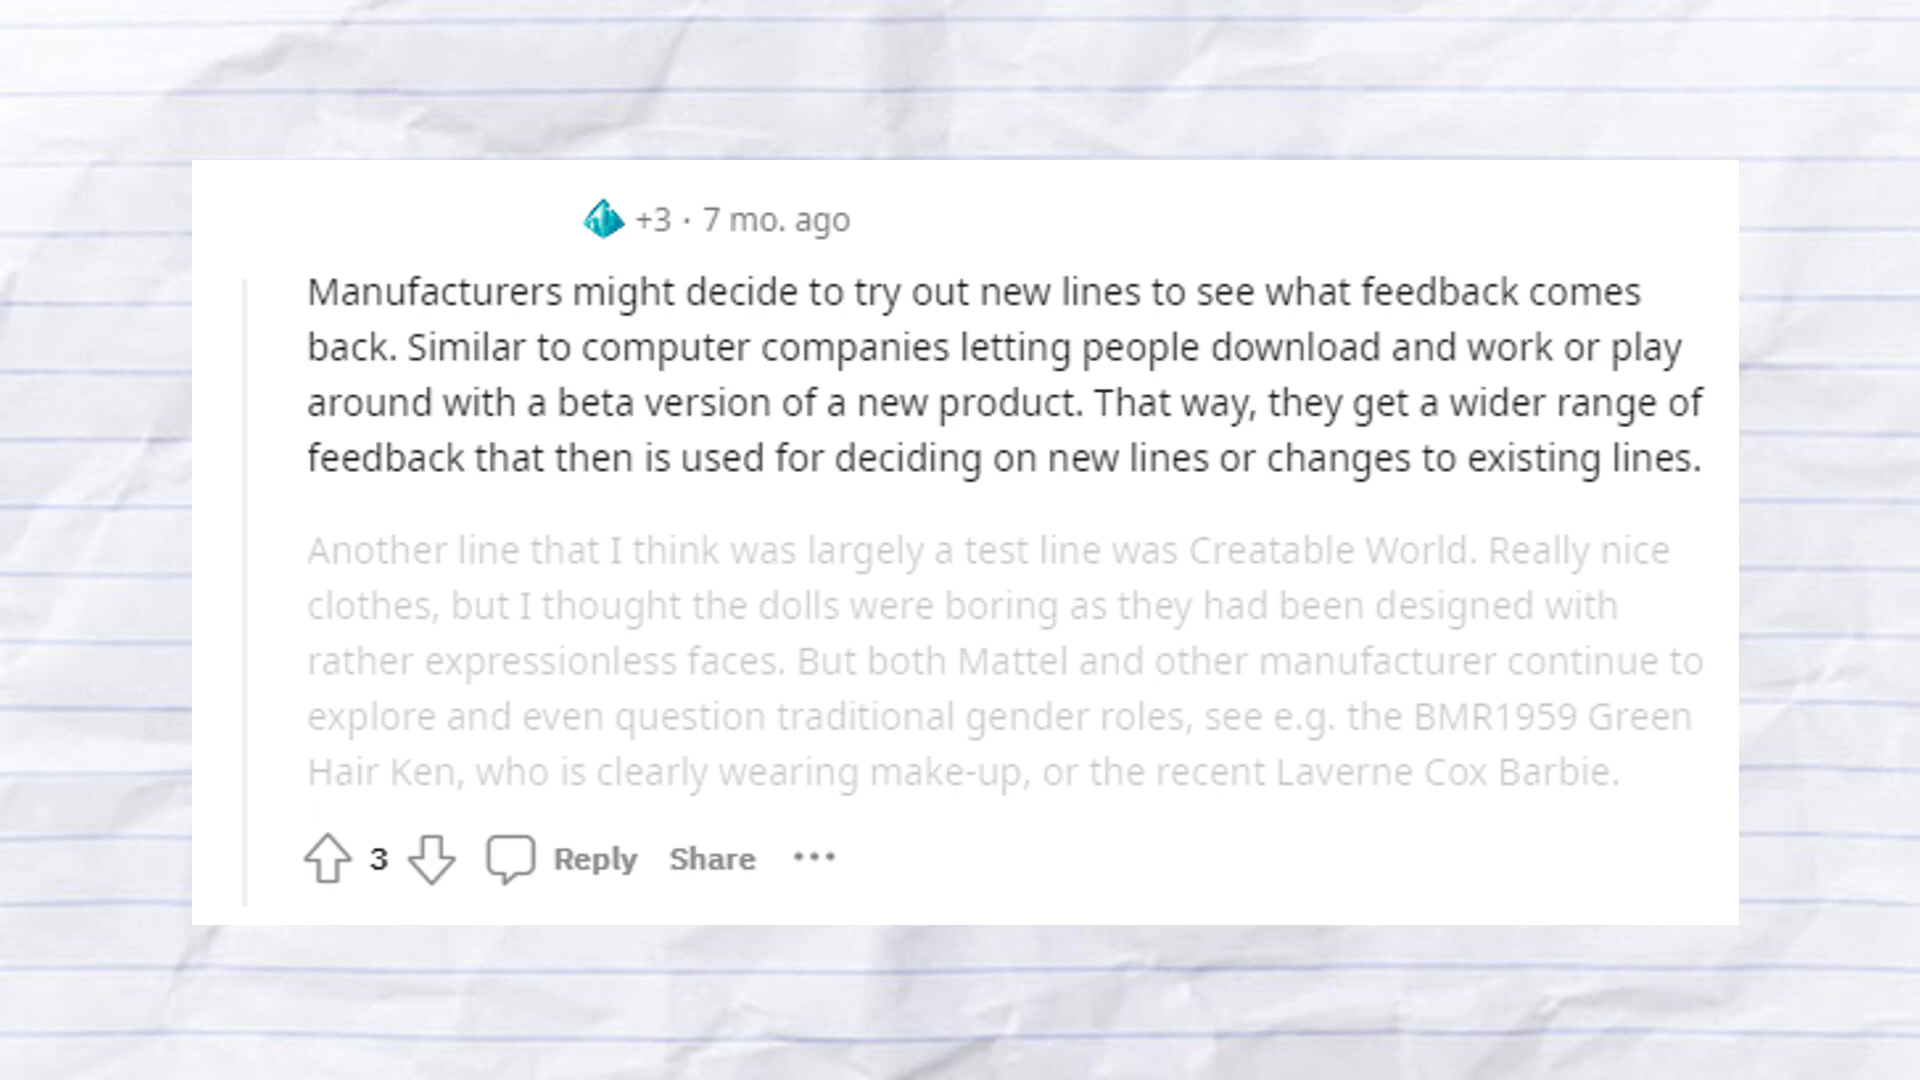 +3 · 7 mo. ago
Manufacturers might decide to try out new lines to see what feedback comes
back. Similar to computer companies letting people download and work or play
around with a beta version of a new product. That way, they get a wider range of
feedback that then is used for deciding on new lines or changes to existing lines.
Another line that I think was largely a test line was Creatable World. Really nice
clothes, but I thought the dolls were boring as they had been designed with
rather expressionless faces. But both Mattel and other manufacturer continue to
explore and even question traditional gender roles, see e.g. the BMR1959 Green
Hair Ken, who is clearly wearing make-up, or the recent Laverne Cox Barbie.
3 Reply Share •••